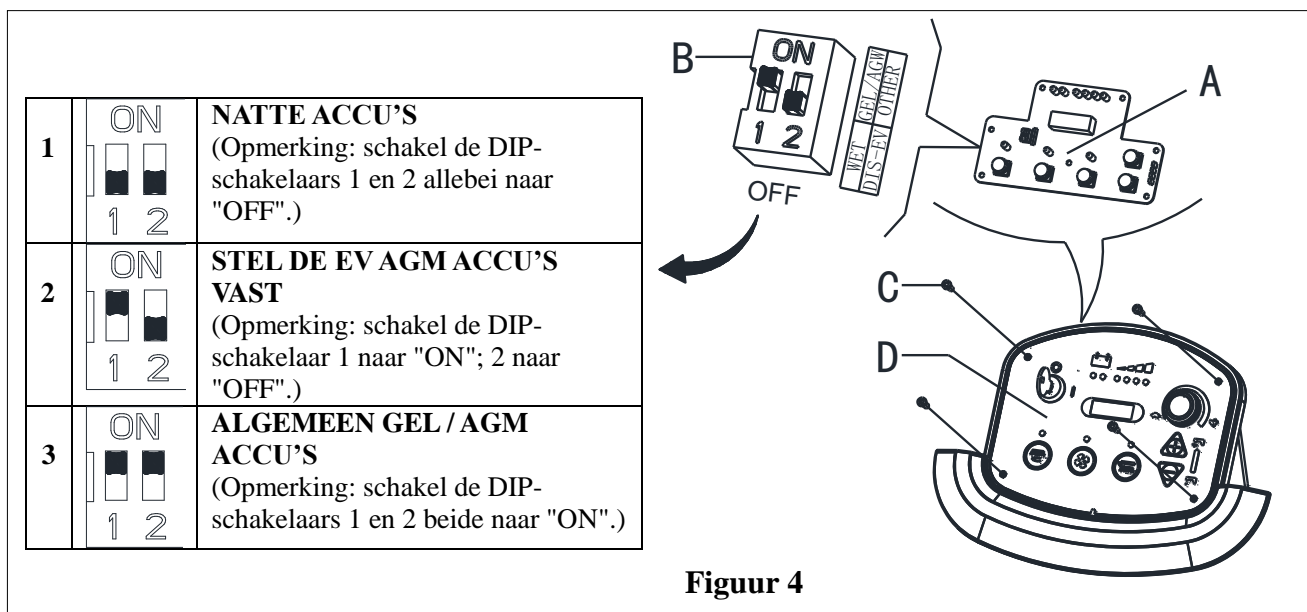 1
ON
1 2
NATTE ACCU’S
(Opmerking: schakel de DIP-
schakelaars 1 en 2 allebei naar
"OFF".)
2
ON
1 2
STEL DE EV AGM ACCU’S
VAST
(Opmerking: schakel de DIP-
schakelaar 1 naar "ON"; 2 naar
"OFF".)
3
ON
1 2
ALGEMEEN GEL / AGM
ACCU’S
(Opmerking: schakel de DIP-
schakelaars 1 en 2 beide naar "ON".)
B
ON
1 2
WET GEL/AGW
DIS-EV OTHER
OFF
A
C
D
Figuur 4